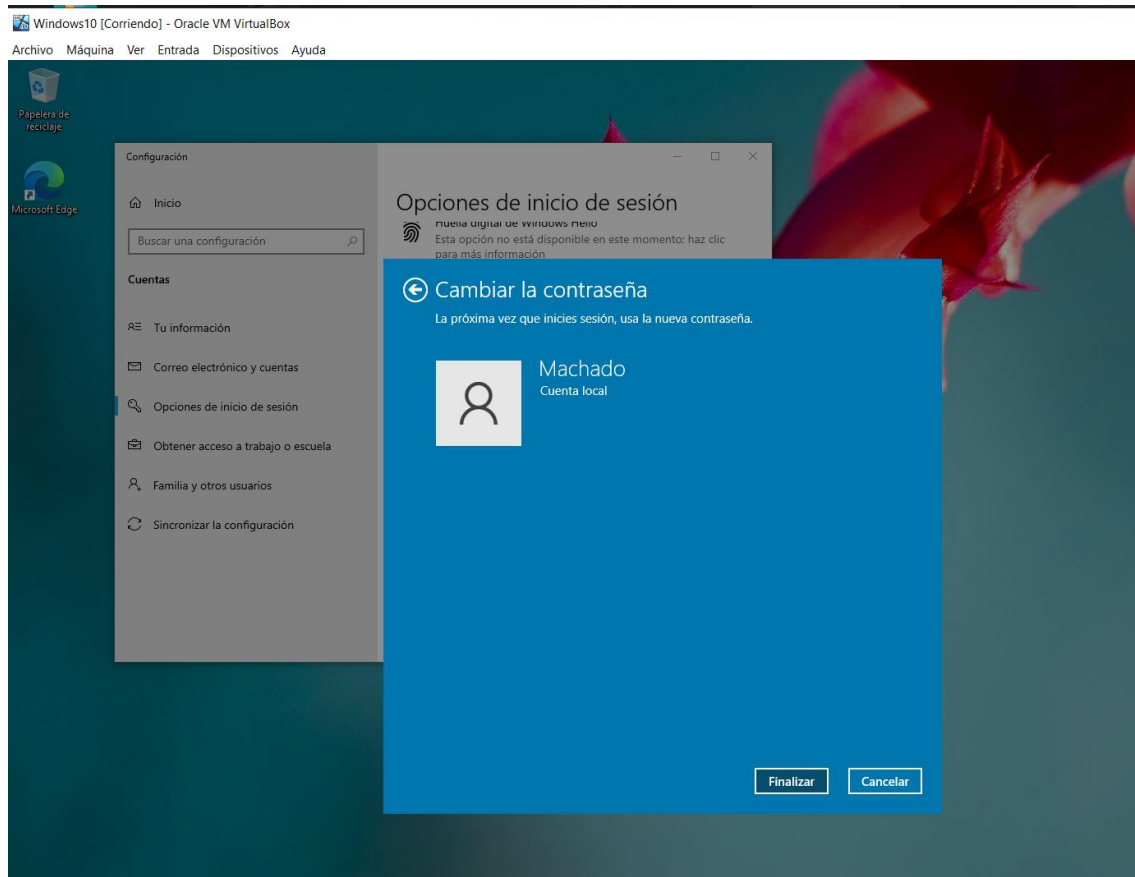 Windows10 [Corriendo] - Oracle VM VirtualBox
Archivo Máquina Ver Entrada Dispositivos Ayuda
Papelera de
reciclaje
Microsoft Edge
Configuración
Inicio
Buscar una configuración
Cuentas
Tu información
Correo electrónico y cuentas
Opciones de inicio de sesión
Obtener acceso a trabajo o escuela
Familia y otros usuarios
Sincronizar la configuración
Opciones de inicio de sesión
Huella digital de Windows Hello
Esta opción no está disponible en este momento; haz clic
para más información
Cambiar la contraseña
La próxima vez que inicies sesión, usa la nueva contraseña.
Machado
Cuenta local
Finalizar Cancelar